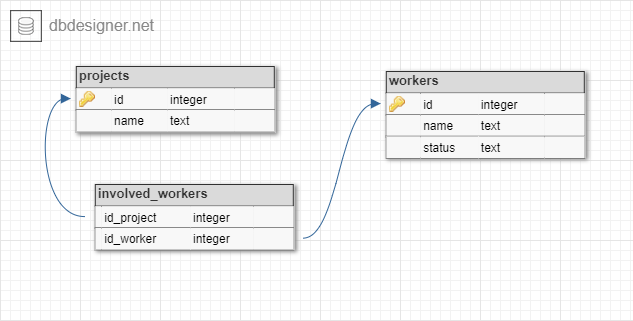 dbdesigner.net
projects
id integer
name text
workers
id integer
name text
status text
involved_workers
id_project integer
id_worker integer